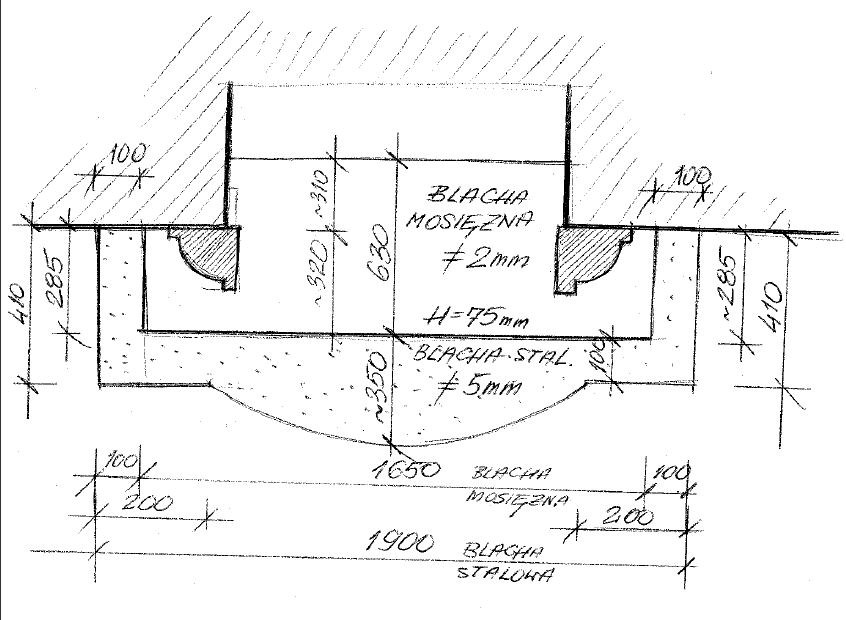 100
100
~310
BLACHA
MOSIĘŻNA
≠ 2mm
~320
630
285
410
~285
410
H=75mm
BLACHA STAL.
≠ 5mm
100
~350
100
1650
BLACHA
MOSIĘŻNA
100
200
200
1900
BLACHA
STALOWA